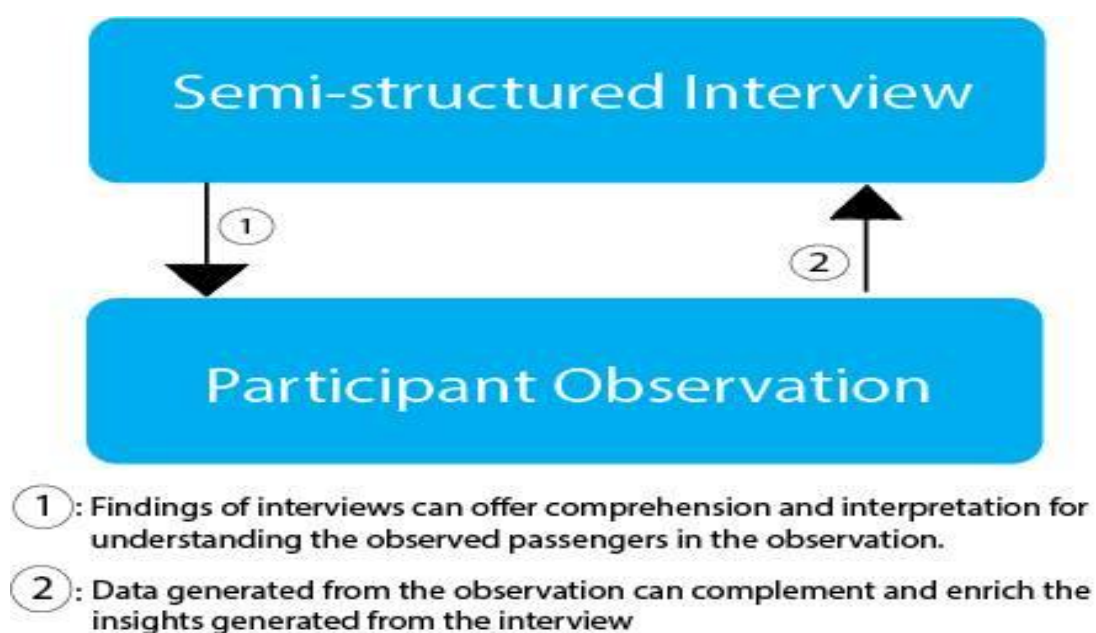 Semi-structured Interview
1
2
Participant Observation
1: Findings of interviews can offer comprehension and interpretation for
understanding the observed passengers in the observation.
2: Data generated from the observation can complement and enrich the
insights generated from the interview